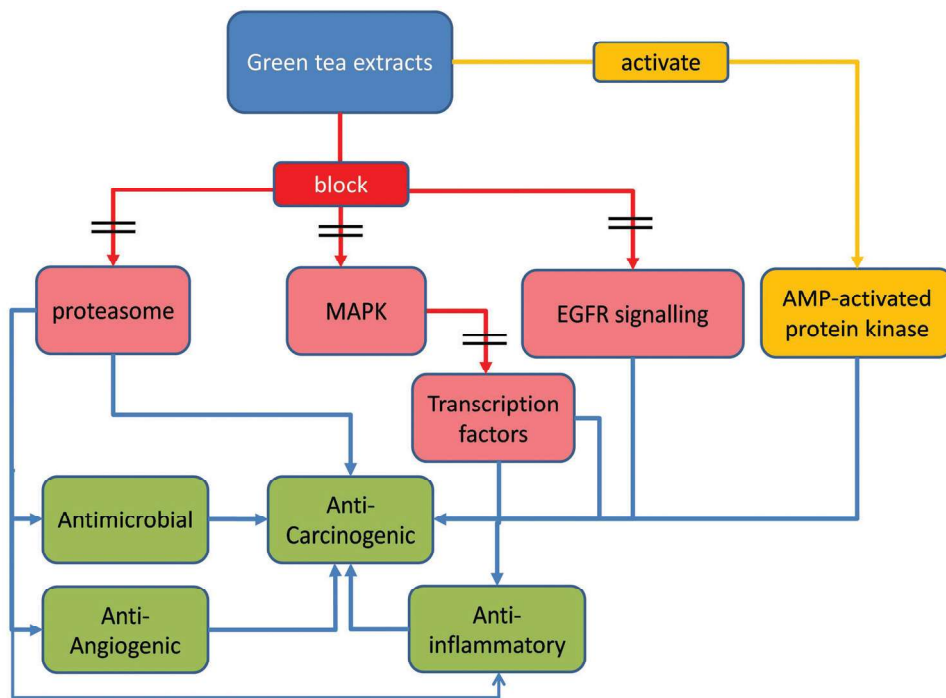 Green tea extracts
activate
block
proteasome
MAPK
EGFR signalling
AMP-activated
protein kinase
Transcription
factors
Antimicrobial
Anti-
Carcinogenic
Anti-
Angiogenic
Anti-
inflammatory